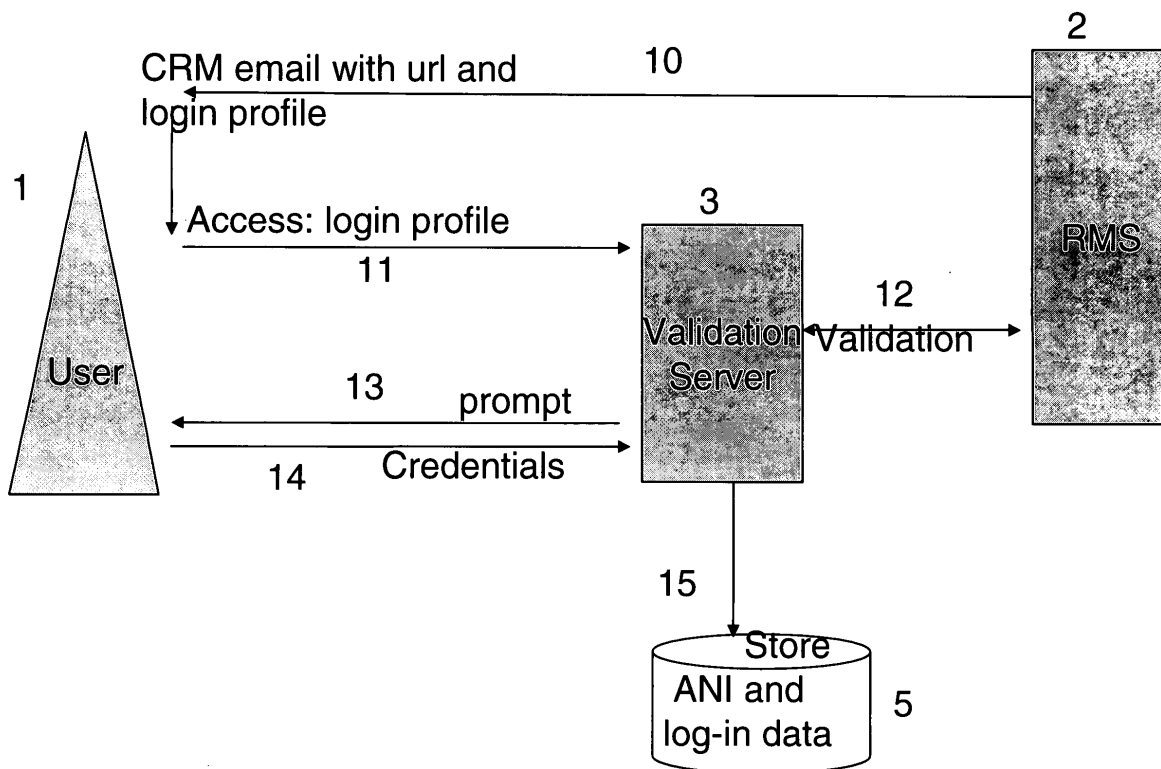 2
10
CRM email with url and
login profile
1
Access: login profile
11
3
RMS
12
Validation
Validation
Server
User
13
prompt
14
Credentials
15
Store
ANI and
log-in data
5